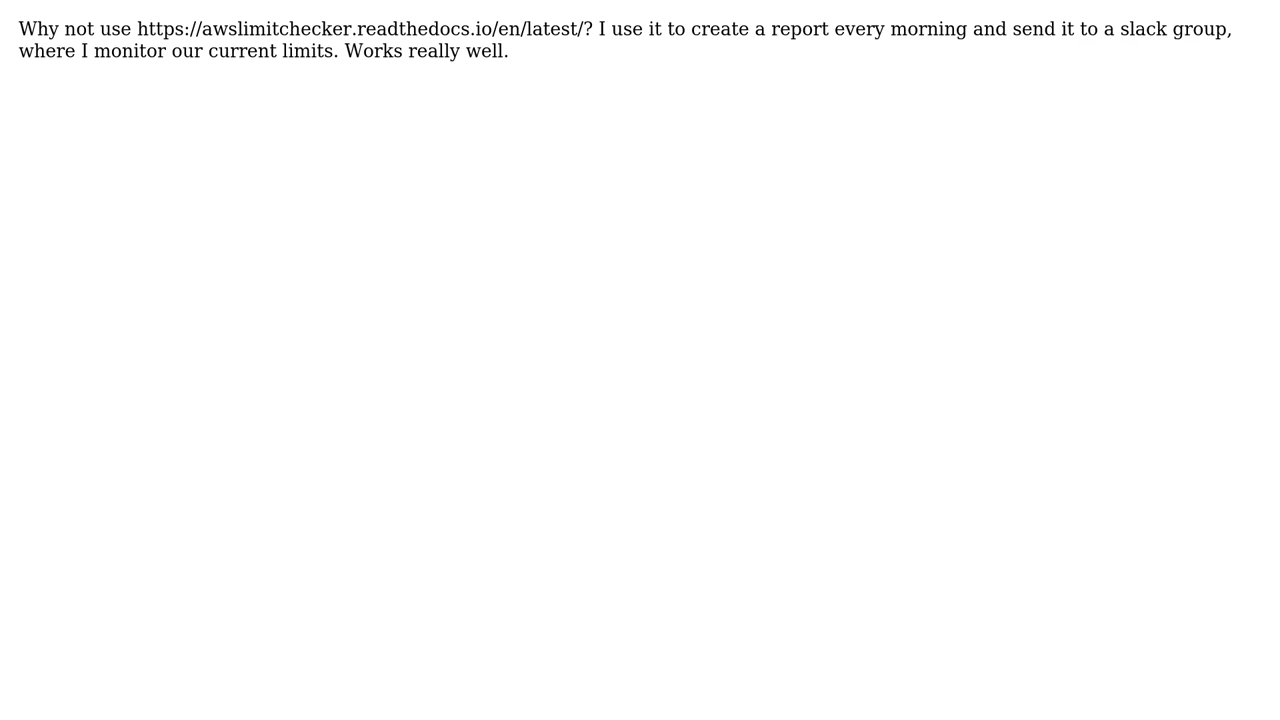 Why not use https://awslimitchecker.readthedocs.io/en/latest/? I use it to create a report every morning and send it to a slack group,
where I monitor our current limits. Works really well.